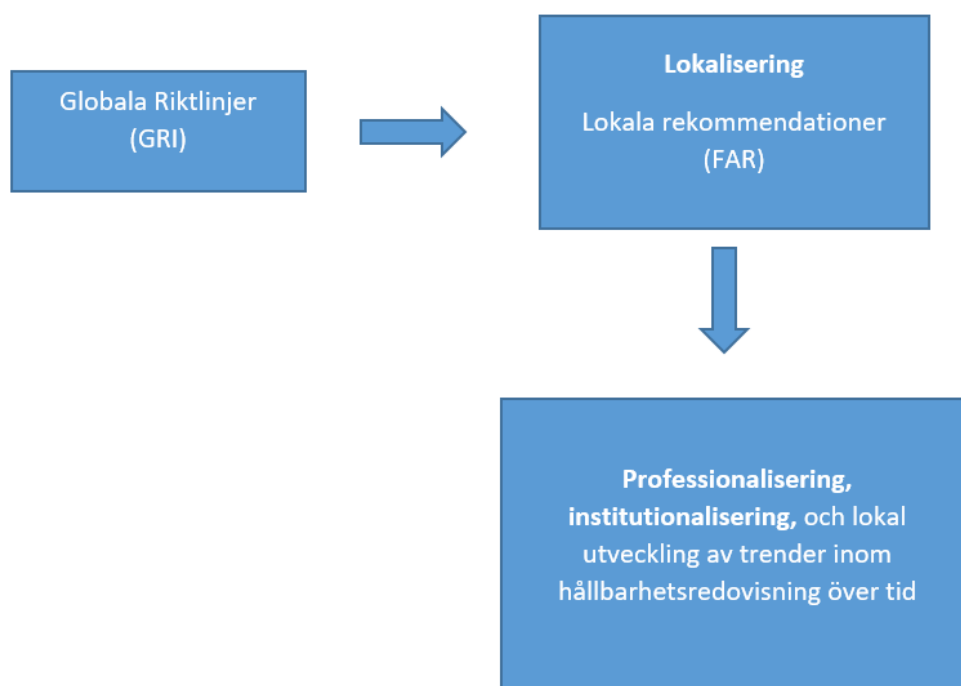 Globala Riktlinjer
(GRI)
Lokalisering
Lokala rekommendationer
(FAR)
Professionalisering,
institutionalisering, och lokal
utveckling av trender inom
hållbarhetsredovisning över tid